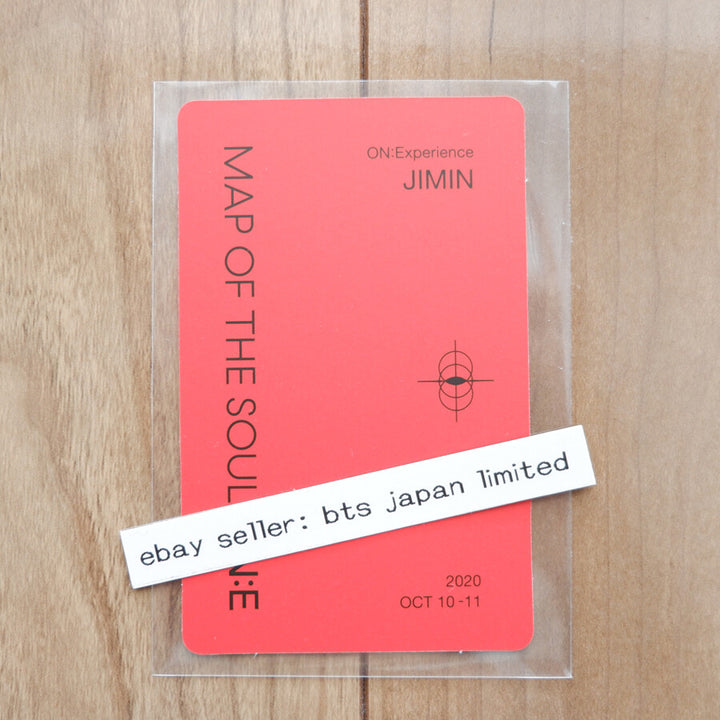 ON:Experience
JIMIN
MAP OF THE SOUL N:E
ebay seller: bts japan limited
2020
OCT 10-11